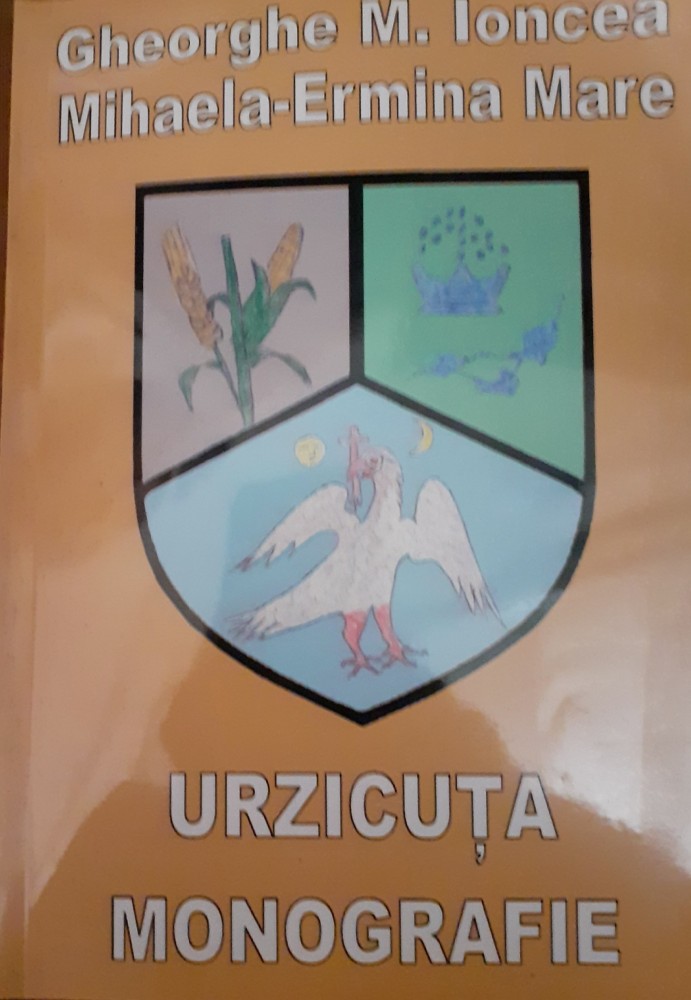 Gheorghe M. Ioncea
Mihaela-Ermina Mare
URZICUȚA
MONOGRAFIE